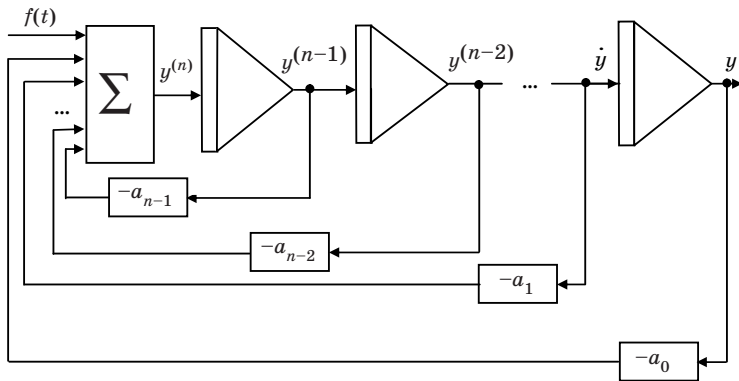 f(t)
∑
y^(n)
y^(n−1)
y^(n−2)
...
ẏ
y
...
−a_{n−1}
−a_{n−2}
−a_1
−a_0